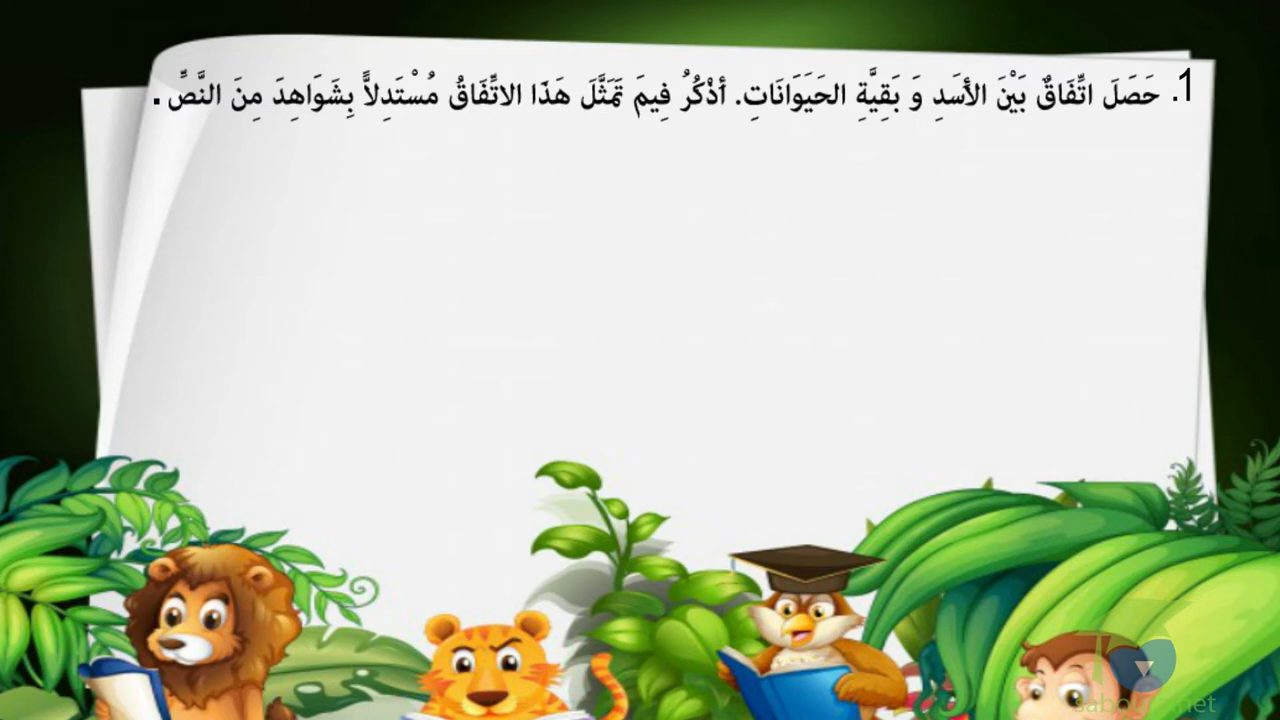 1. حَصَلَ اتِّفَاقٌ بَيْنَ الأَسَدِ وَ بَقِيَّةِ الحَيَوَانَاتِ. أذْكُرُ فِيمَ تَمَثَّلَ هَذَا الاتِّفَاقُ مُسْتَدِلاًّ بِشَوَاهِدَ مِنَ النَّصِّ.